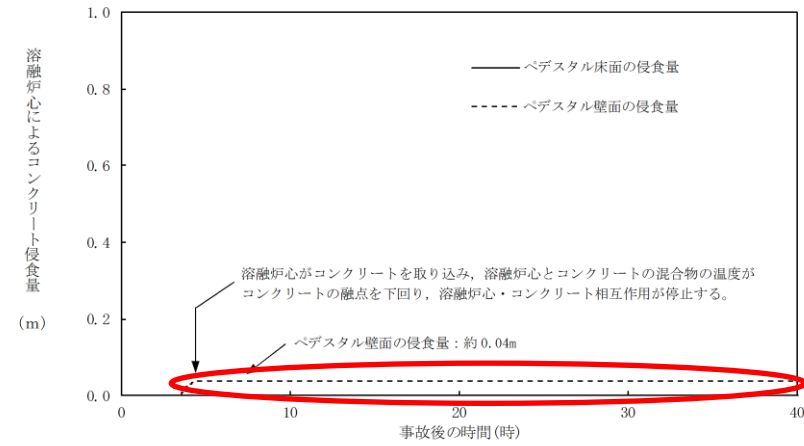 1.0
0.8
0.6
0.4
0.2
0.0
溶融炉心によるコンクリート侵食量
(m)
ペデスタル床面の侵食量
ペデスタル壁面の侵食量
溶融炉心がコンクリートを取り込み，溶融炉心とコンクリートの混合物の温度が
コンクリートの融点を下回り，溶融炉心・コンクリート相互作用が停止する。
ペデスタル壁面の侵食量：約 0.04m
0
10
20
30
40
事故後の時間(時)